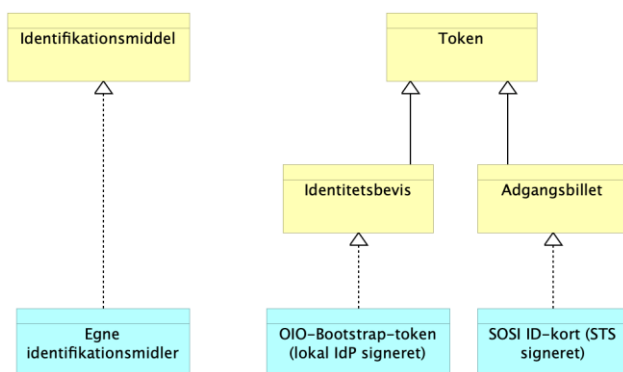 Identifikationsmiddel
Token
Identitetsbevis
Adgangsbillet
Egne
identifikationsmidler
OIO-Bootstrap-token
(lokal IdP signeret)
SOSI ID-kort (STS
signeret)